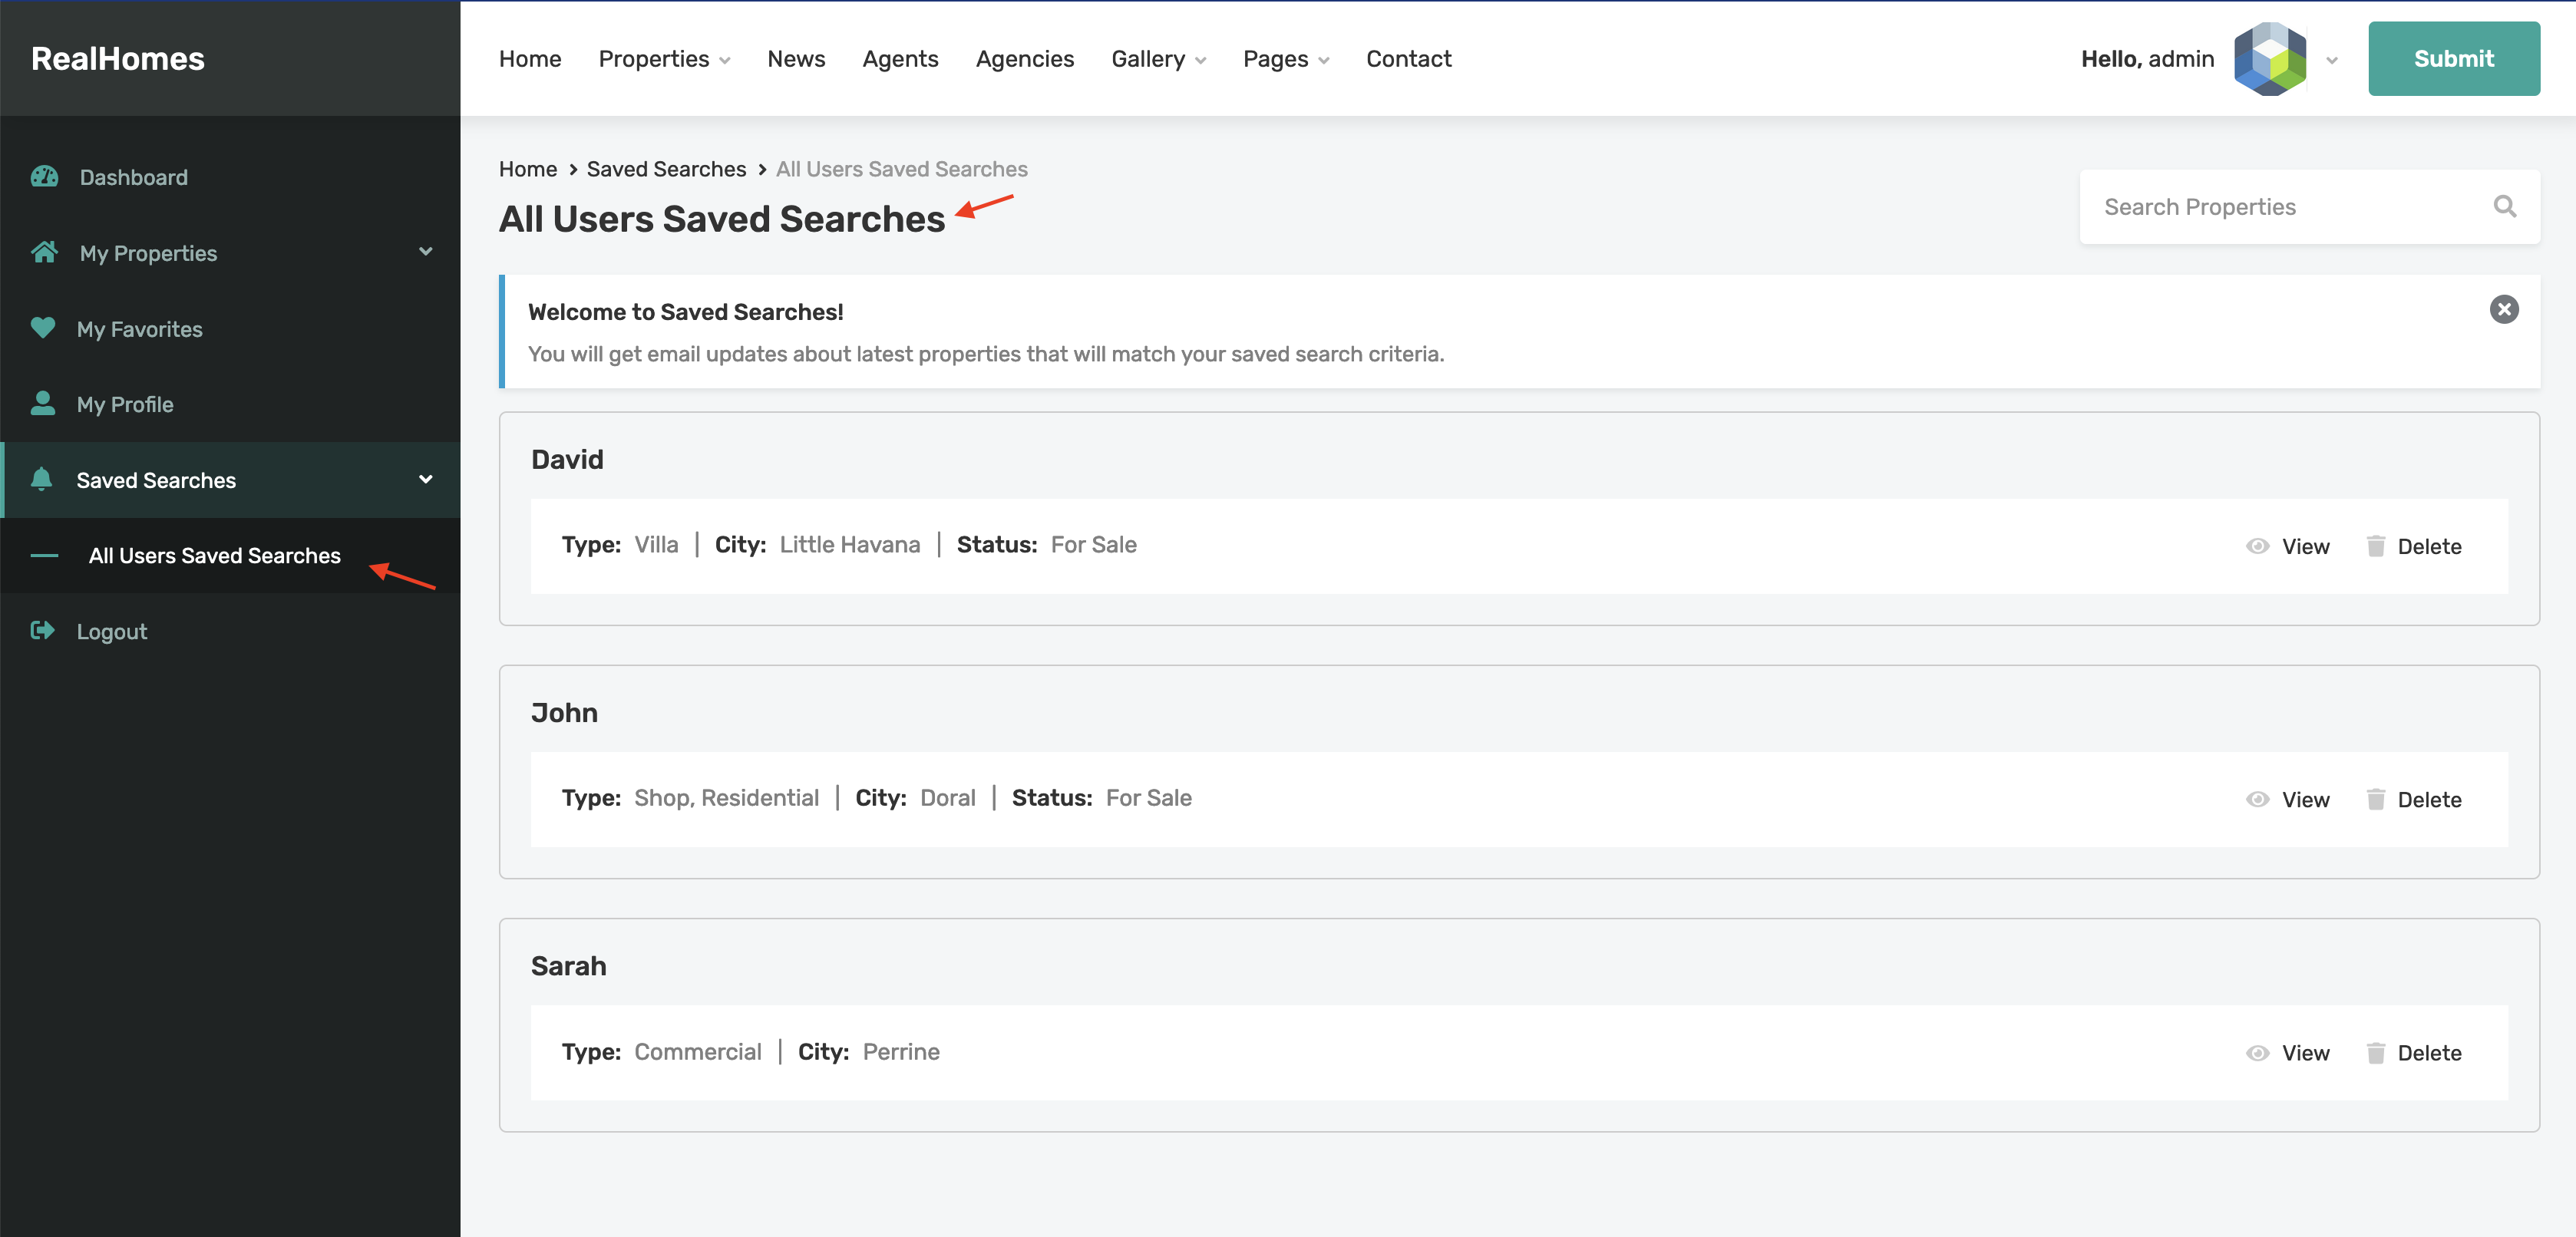 RealHomes
Home Properties News Agents Agencies Gallery Pages Contact
Hello, admin
Submit
Dashboard
My Properties
My Favorites
My Profile
Saved Searches
All Users Saved Searches
Logout
Home > Saved Searches > All Users Saved Searches
All Users Saved Searches
Search Properties
Welcome to Saved Searches!
You will get email updates about latest properties that will match your saved search criteria.
David
Type: Villa | City: Little Havana | Status: For Sale
View Delete
John
Type: Shop, Residential | City: Doral | Status: For Sale
View Delete
Sarah
Type: Commercial | City: Perrine
View Delete